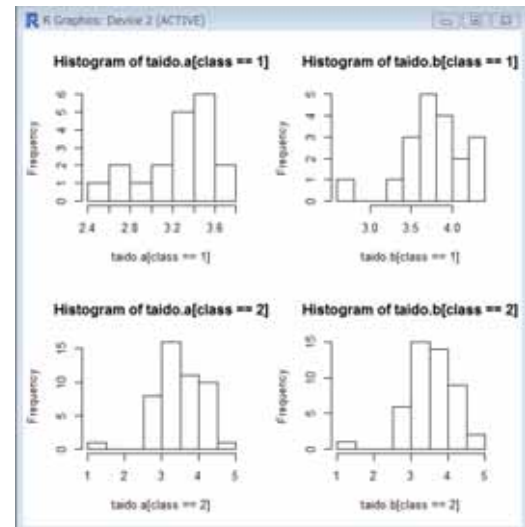 R Graphics: Device 2 (ACTIVE)
Histogram of taido.a[class == 1]
Frequency
0 1 2 3 4 5 6
2.4 2.8 3.2 3.6
taido.a[class == 1]
Histogram of taido.b[class == 1]
Frequency
0 1 2 3 4 5
3.0 3.5 4.0
taido.b[class == 1]
Histogram of taido.a[class == 2]
Frequency
0 5 10 15
1 2 3 4 5
taido.a[class == 2]
Histogram of taido.b[class == 2]
Frequency
0 5 10 15
1 2 3 4 5
taido.b[class == 2]